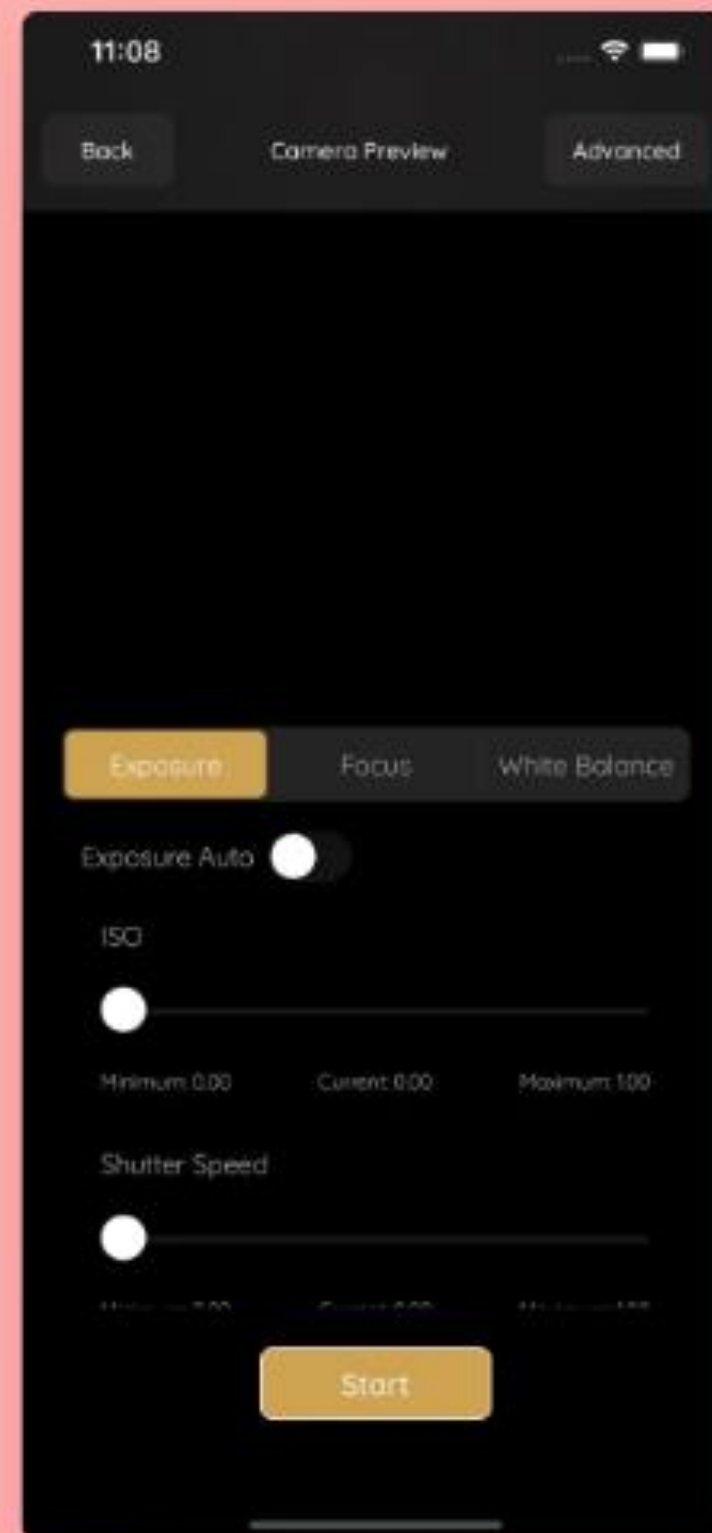 11:08
Back Camera Preview Advanced
Exposure Focus White Balance
Exposure Auto
ISO
Minimum: 0.00 Current: 0.00 Maximum: 1.00
Shutter Speed
Start